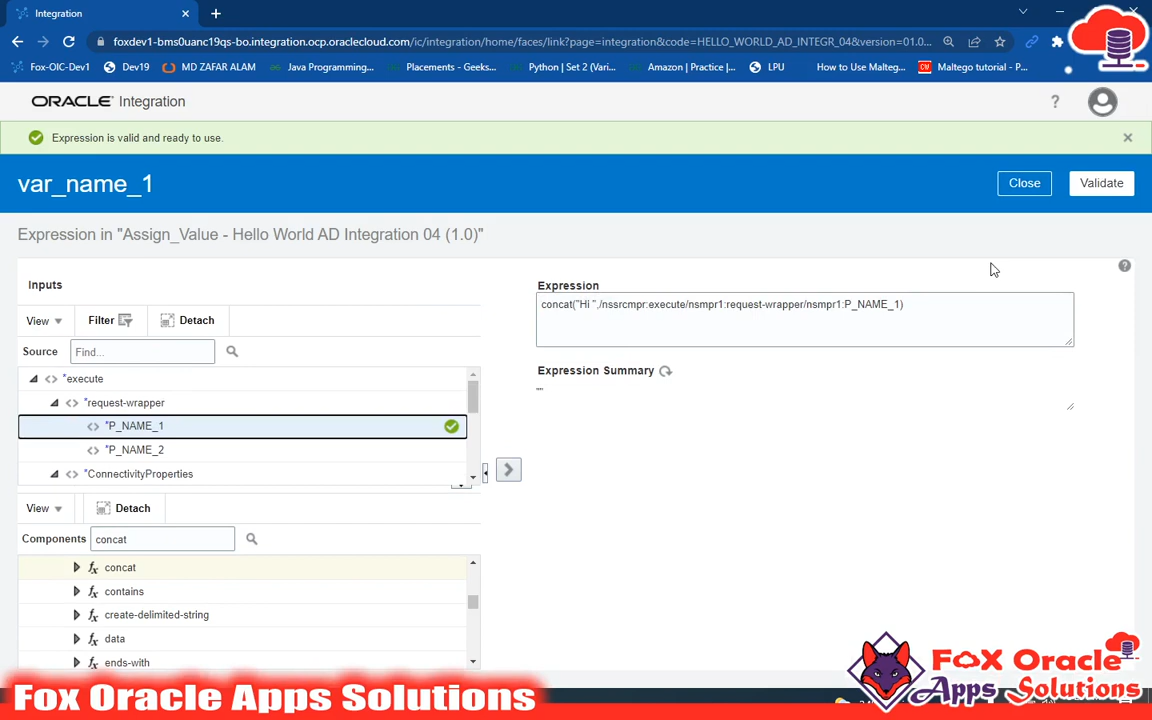 Integration
foxdev1-bms0uanc19qs-bo.integration.ocp.oraclecloud.com/ic/integration/home/faces/link?page=integration&code=HELLO_WORLD_AD_INTEGR_04&version=01.0...
Fox-OIC-Dev1 Dev19 MD ZAFAR ALAM Java Programming... Placements - Geeks... Python | Set 2 (Vari... Amazon | Practice |... LPU How to Use Malteg... Maltego tutorial - P...
ORACLE Integration
Expression is valid and ready to use.
var_name_1
Close Validate
Expression in "Assign_Value - Hello World AD Integration 04 (1.0)"
Inputs
View Filter Detach
Source Find...
*execute
*request-wrapper
*P_NAME_1
*P_NAME_2
*ConnectivityProperties
View Detach
Components concat
fx concat
fx contains
fx create-delimited-string
fx data
fx ends-with
Expression
concat("Hi ",/nssrcmpr:execute/nsmpr1:request-wrapper/nsmpr1:P_NAME_1)
Expression Summary
""
Fox Oracle Apps Solutions
FOX Oracle
Apps Solutions